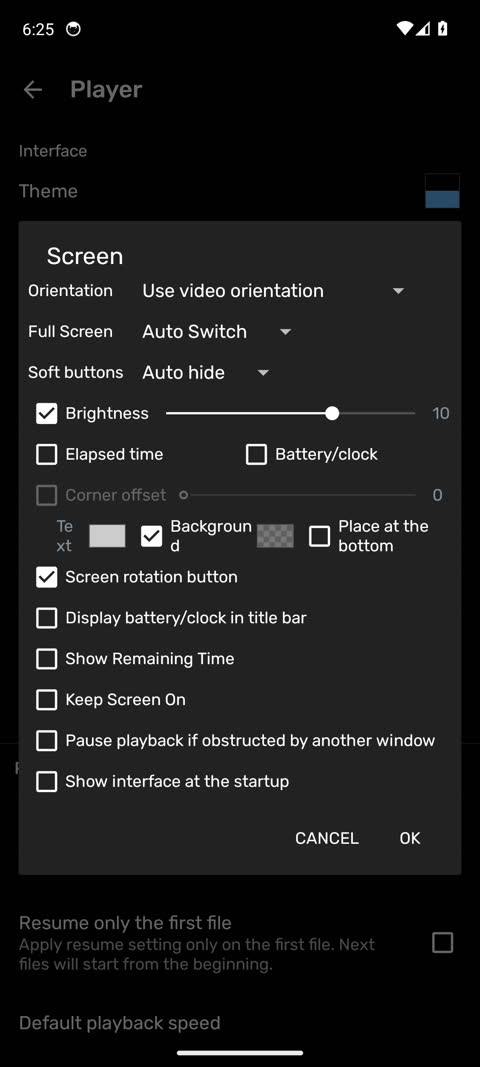 6:25
Player
Interface
Theme
Screen
Orientation Use video orientation
Full Screen Auto Switch
Soft buttons Auto hide
Brightness 10
Elapsed time Battery/clock
Corner offset 0
Te
xt
Backgroun
d
Place at the
bottom
Screen rotation button
Display battery/clock in title bar
Show Remaining Time
Keep Screen On
Pause playback if obstructed by another window
Show interface at the startup
CANCEL OK
Resume only the first file
Apply resume setting only on the first file. Next
files will start from the beginning.
Default playback speed